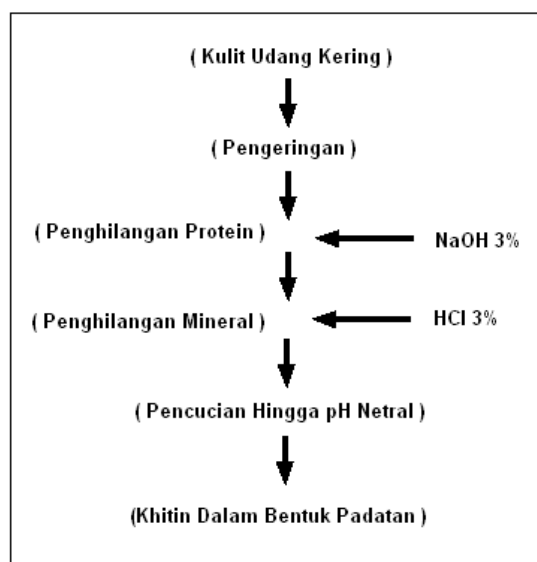 ( Kulit Udang Kering )
( Pengeringan )
( Penghilangan Protein )
NaOH 3%
( Penghilangan Mineral )
HCl 3%
( Pencucian Hingga pH Netral )
(Khitin Dalam Bentuk Padatan )